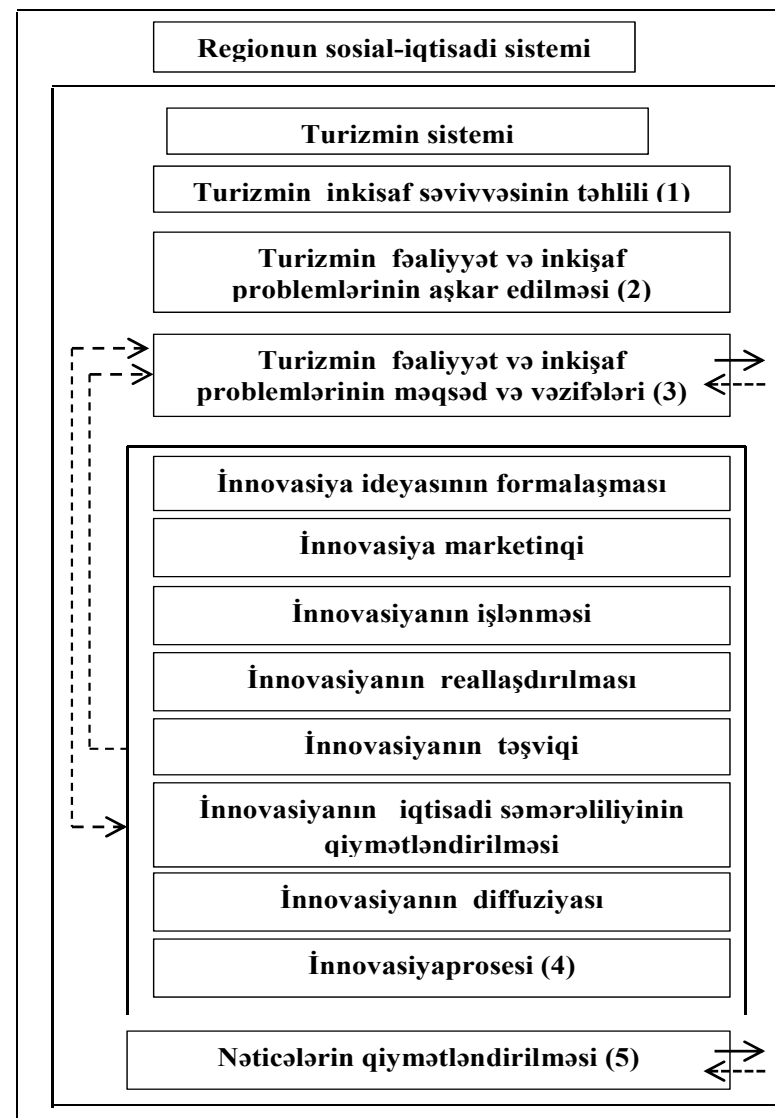 Regionun sosial-iqtisadi sistemi
Turizmin sistemi
Turizmin inkişaf səviyyəsinin təhlili (1)
Turizmin fəaliyyət və inkişaf
problemlərinin aşkar edilməsi (2)
Turizmin fəaliyyət və inkişaf
problemlərinin məqsəd və vəzifələri (3)
İnnovasiya ideyasının formalaşması
İnnovasiya marketinqi
İnnovasiyanın işlənməsi
İnnovasiyanın reallaşdırılması
İnnovasiyanın təşviqi
İnnovasiyanın iqtisadi səmərəliliyinin
qiymətləndirilməsi
İnnovasiyanın diffuziyası
İnnovasiyaprosesi (4)
Nəticələrin qiymətləndirilməsi (5)